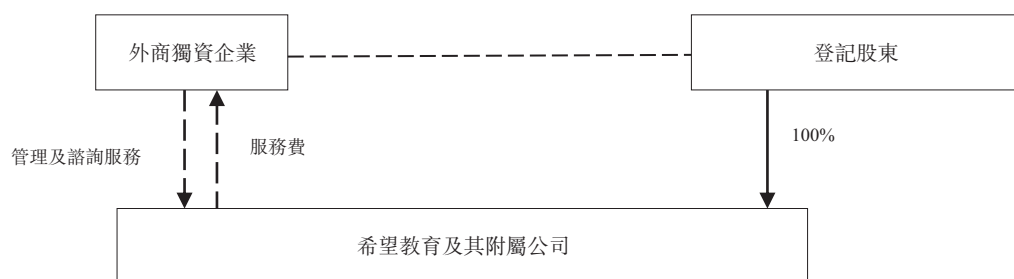 外商獨資企業
登記股東
管理及諮詢服務
服務費
100%
希望教育及其附屬公司